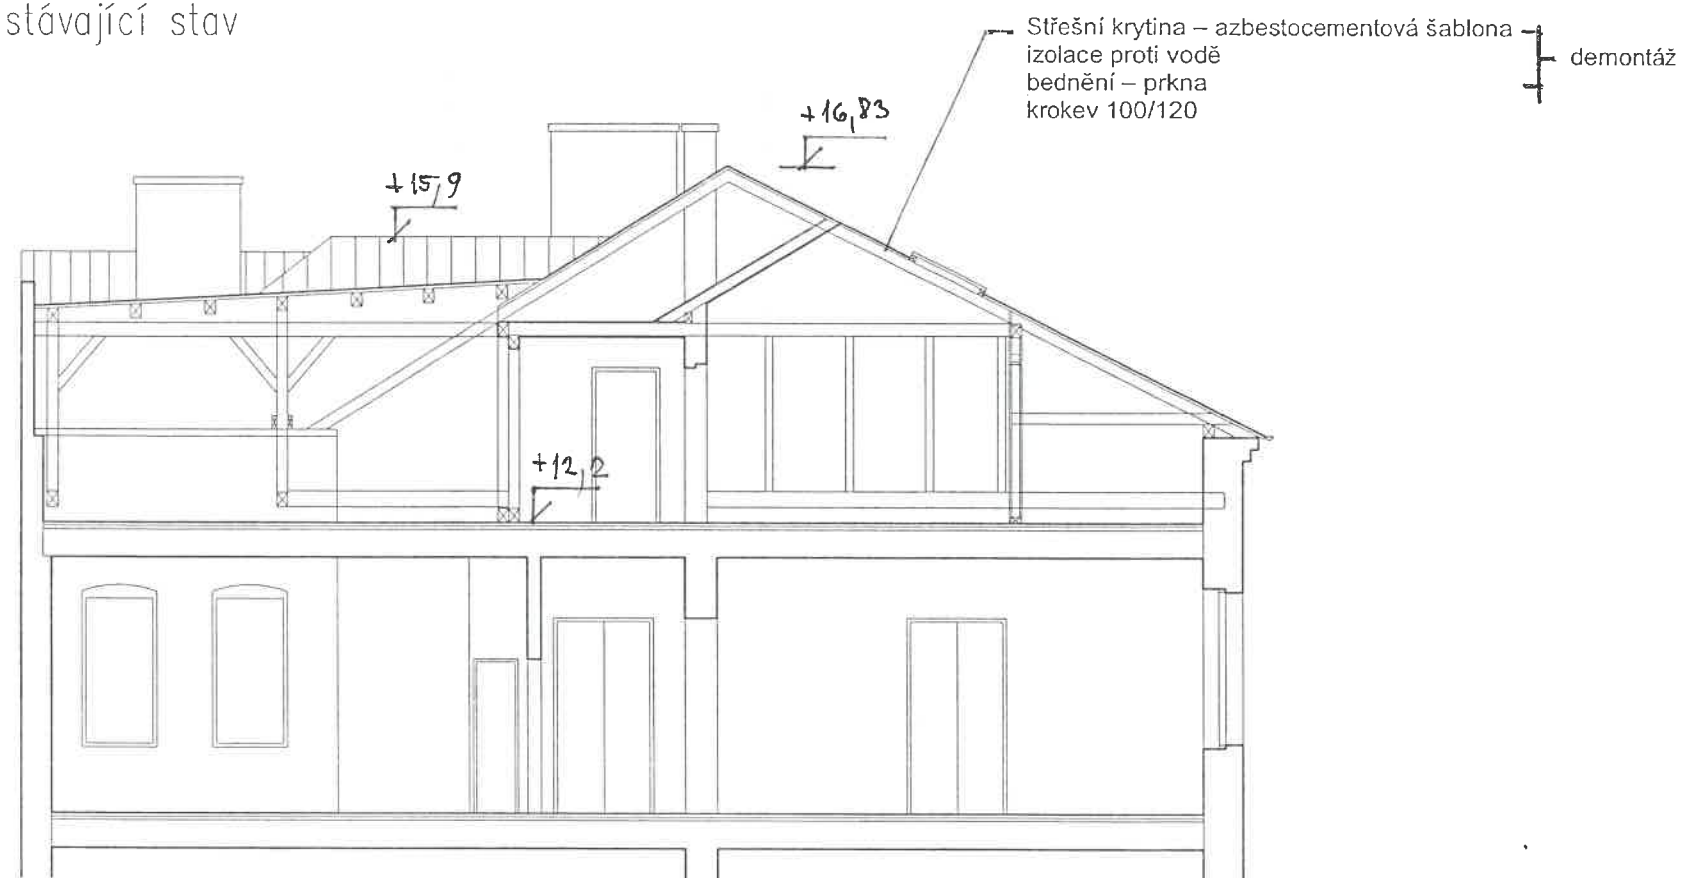 stávající stav
Střešní krytina – azbestocementová šablona
izolace proti vodě
bednění – prkna
krokev 100/120
demontáž
+16,83
+15,9
+12,2